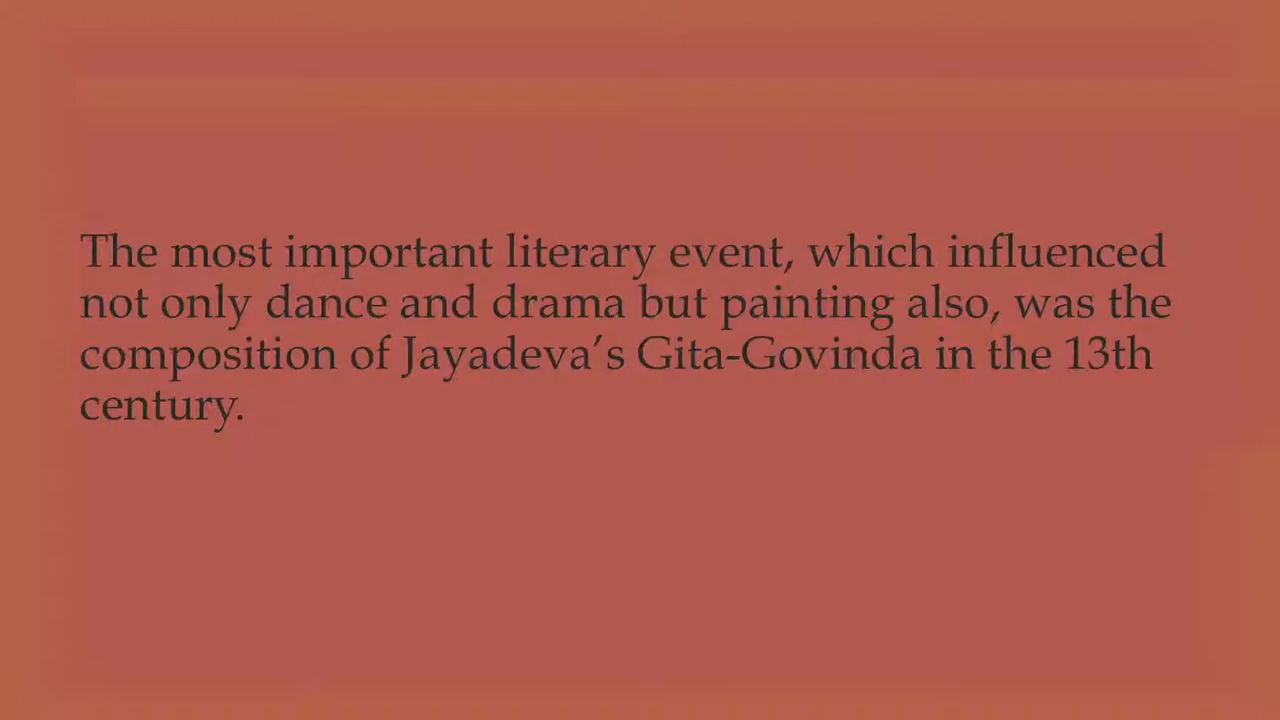 The most important literary event, which influenced
not only dance and drama but painting also, was the
composition of Jayadeva’s Gita-Govinda in the 13th
century.